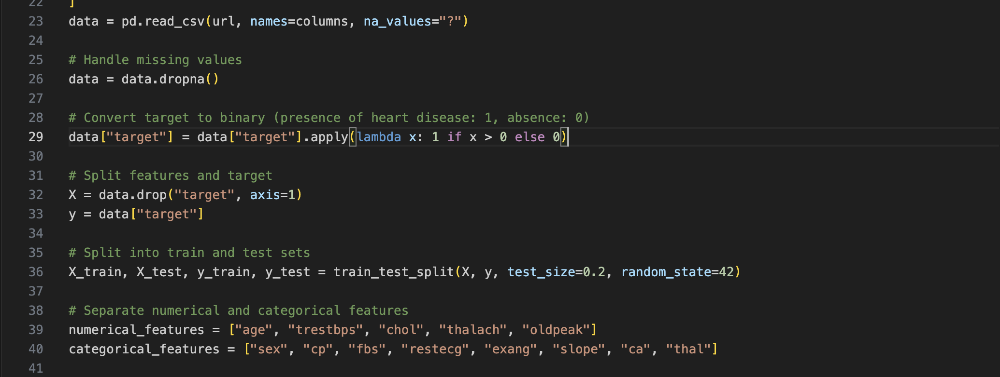 22 ]
23 data = pd.read_csv(url, names=columns, na_values="?")
24
25 # Handle missing values
26 data = data.dropna()
27
28 # Convert target to binary (presence of heart disease: 1, absence: 0)
29 data["target"] = data["target"].apply(lambda x: 1 if x > 0 else 0)
30
31 # Split features and target
32 X = data.drop("target", axis=1)
33 y = data["target"]
34
35 # Split into train and test sets
36 X_train, X_test, y_train, y_test = train_test_split(X, y, test_size=0.2, random_state=42)
37
38 # Separate numerical and categorical features
39 numerical_features = ["age", "trestbps", "chol", "thalach", "oldpeak"]
40 categorical_features = ["sex", "cp", "fbs", "restecg", "exang", "slope", "ca", "thal"]
41